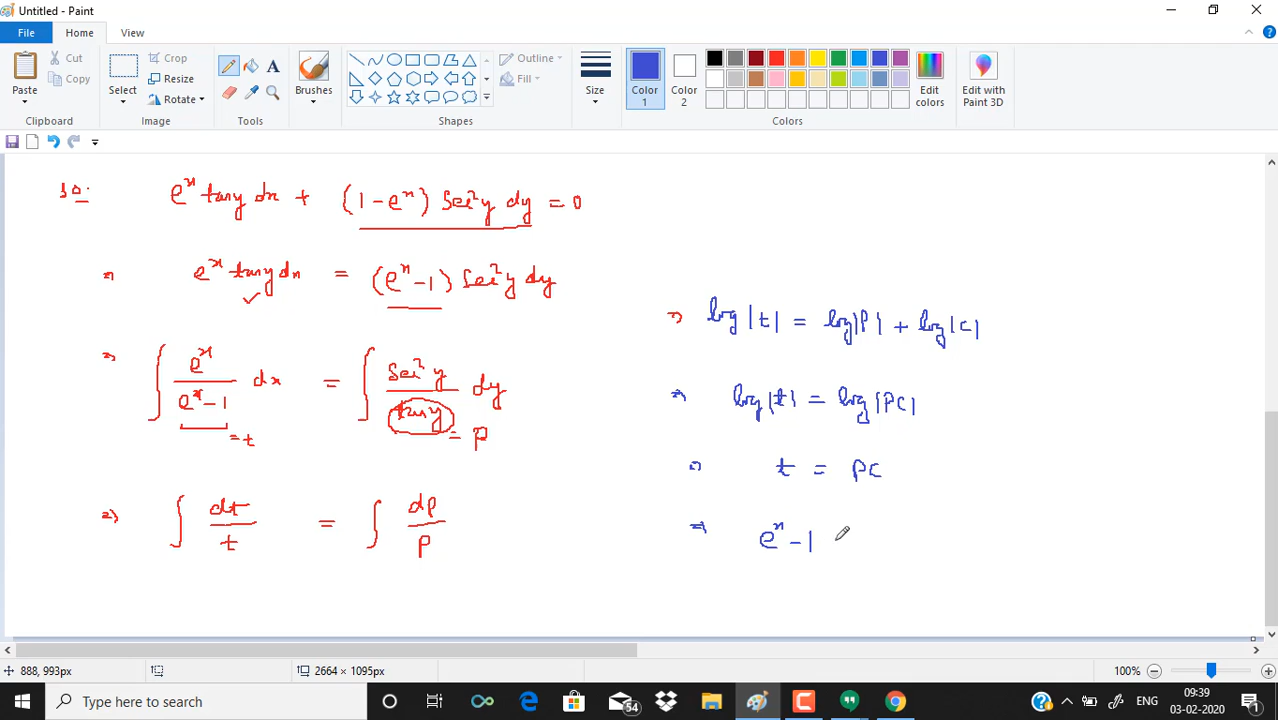 Untitled - Paint
File Home View
Paste Cut Copy Clipboard
Select Crop Resize Rotate Image
Tools
Brushes
Outline Fill Shapes
Size
Color 1 Color 2 Edit colors Colors
Edit with Paint 3D
e^x tany dx + (1-e^x) Sec²y dy = 0
⇒ e^x tany dx = (e^x-1) Sec²y dy
⇒ ∫ e^x/(e^x-1) dx = ∫ Sec²y/tany dy
= t = P
⇒ ∫ dt/t = ∫ dp/p
⇒ log|t| = log|P| + log|C|
⇒ log|t| = log|PC|
⇒ t = PC
⇒ e^x-1
888, 993px 2664 × 1095px 100%
Type here to search
54
ENG
09:39
03-02-2020
1